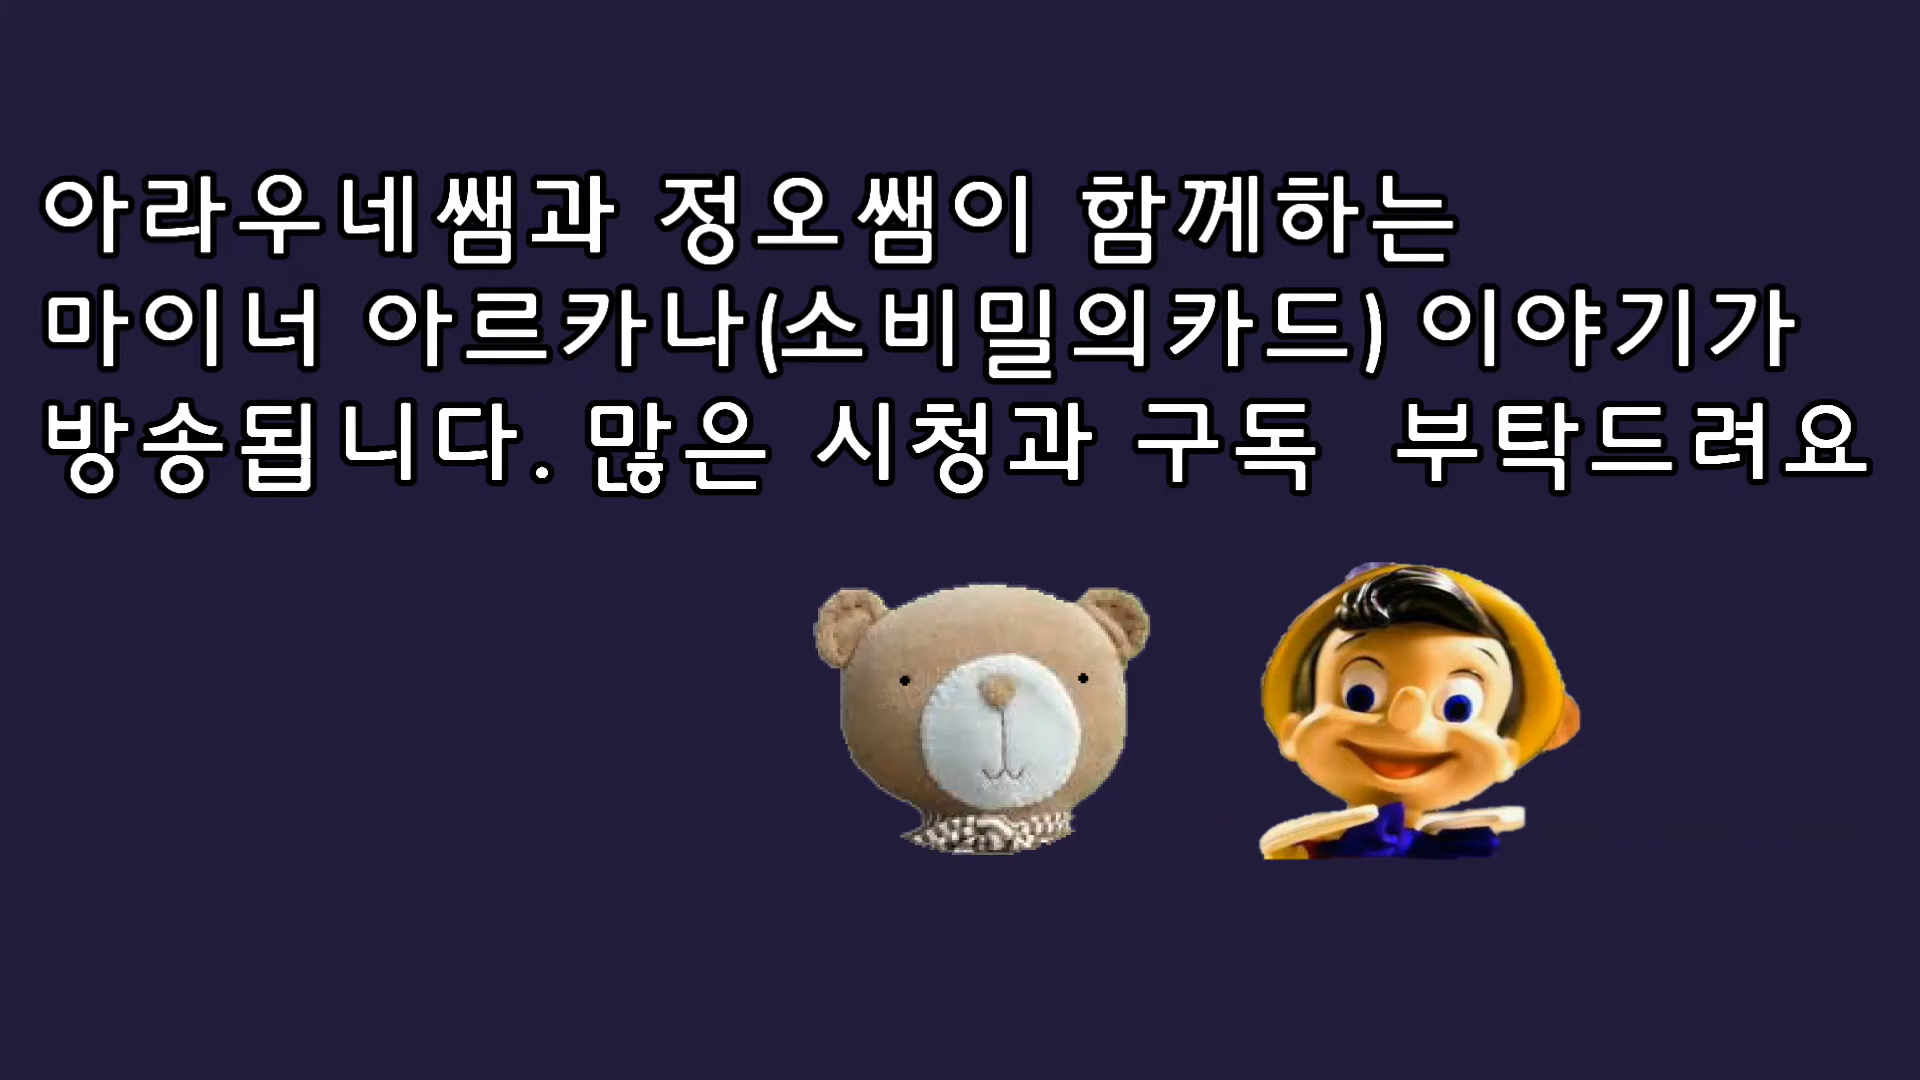 아라우네쌤과 정오쌤이 함께하는
마이너 아르카나(소비밀의카드) 이야기가
방송됩니다. 많은 시청과 구독 부탁드려요